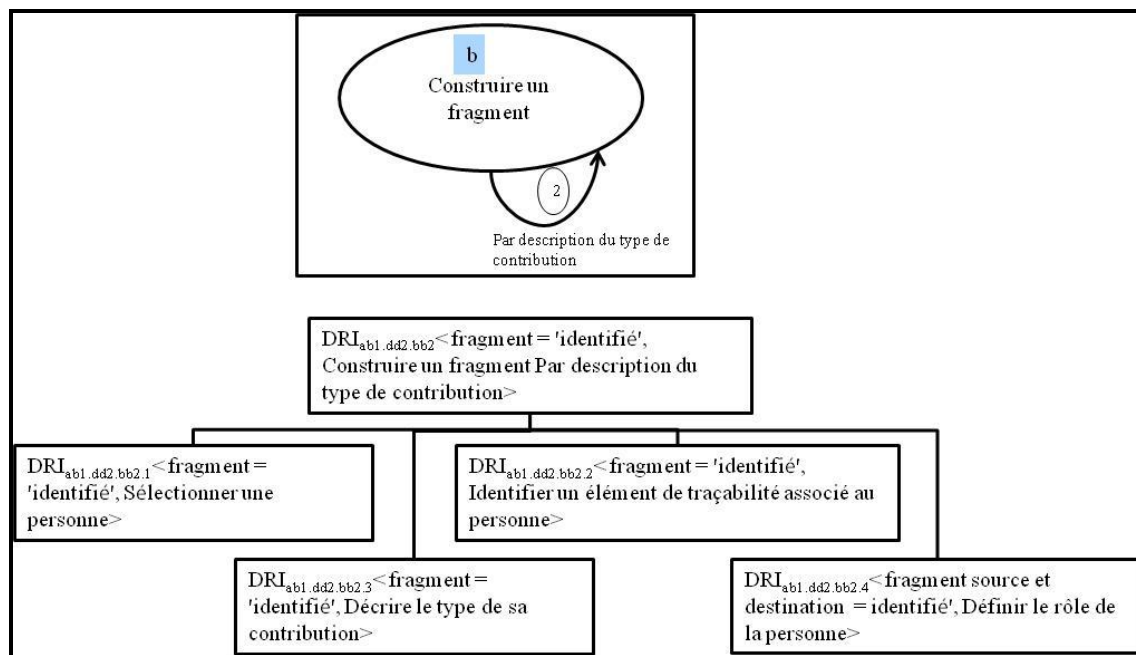 b
Construire un
fragment
2
Par description du type de
contribution
DRIab1.dd2.bb2<fragment = 'identifié',
Construire un fragment Par description du
type de contribution>
DRIab1.dd2.bb2.1<fragment =
'identifié', Sélectionner une
personne>
DRIab1.dd2.bb2.2<fragment = 'identifié',
Identifier un élément de traçabilité associé au
personne>
DRIab1.dd2.bb2.3<fragment =
'identifié', Décrire le type de sa
contribution>
DRIab1.dd2.bb2.4<fragment source et
destination = identifié', Définir le rôle de
la personne>